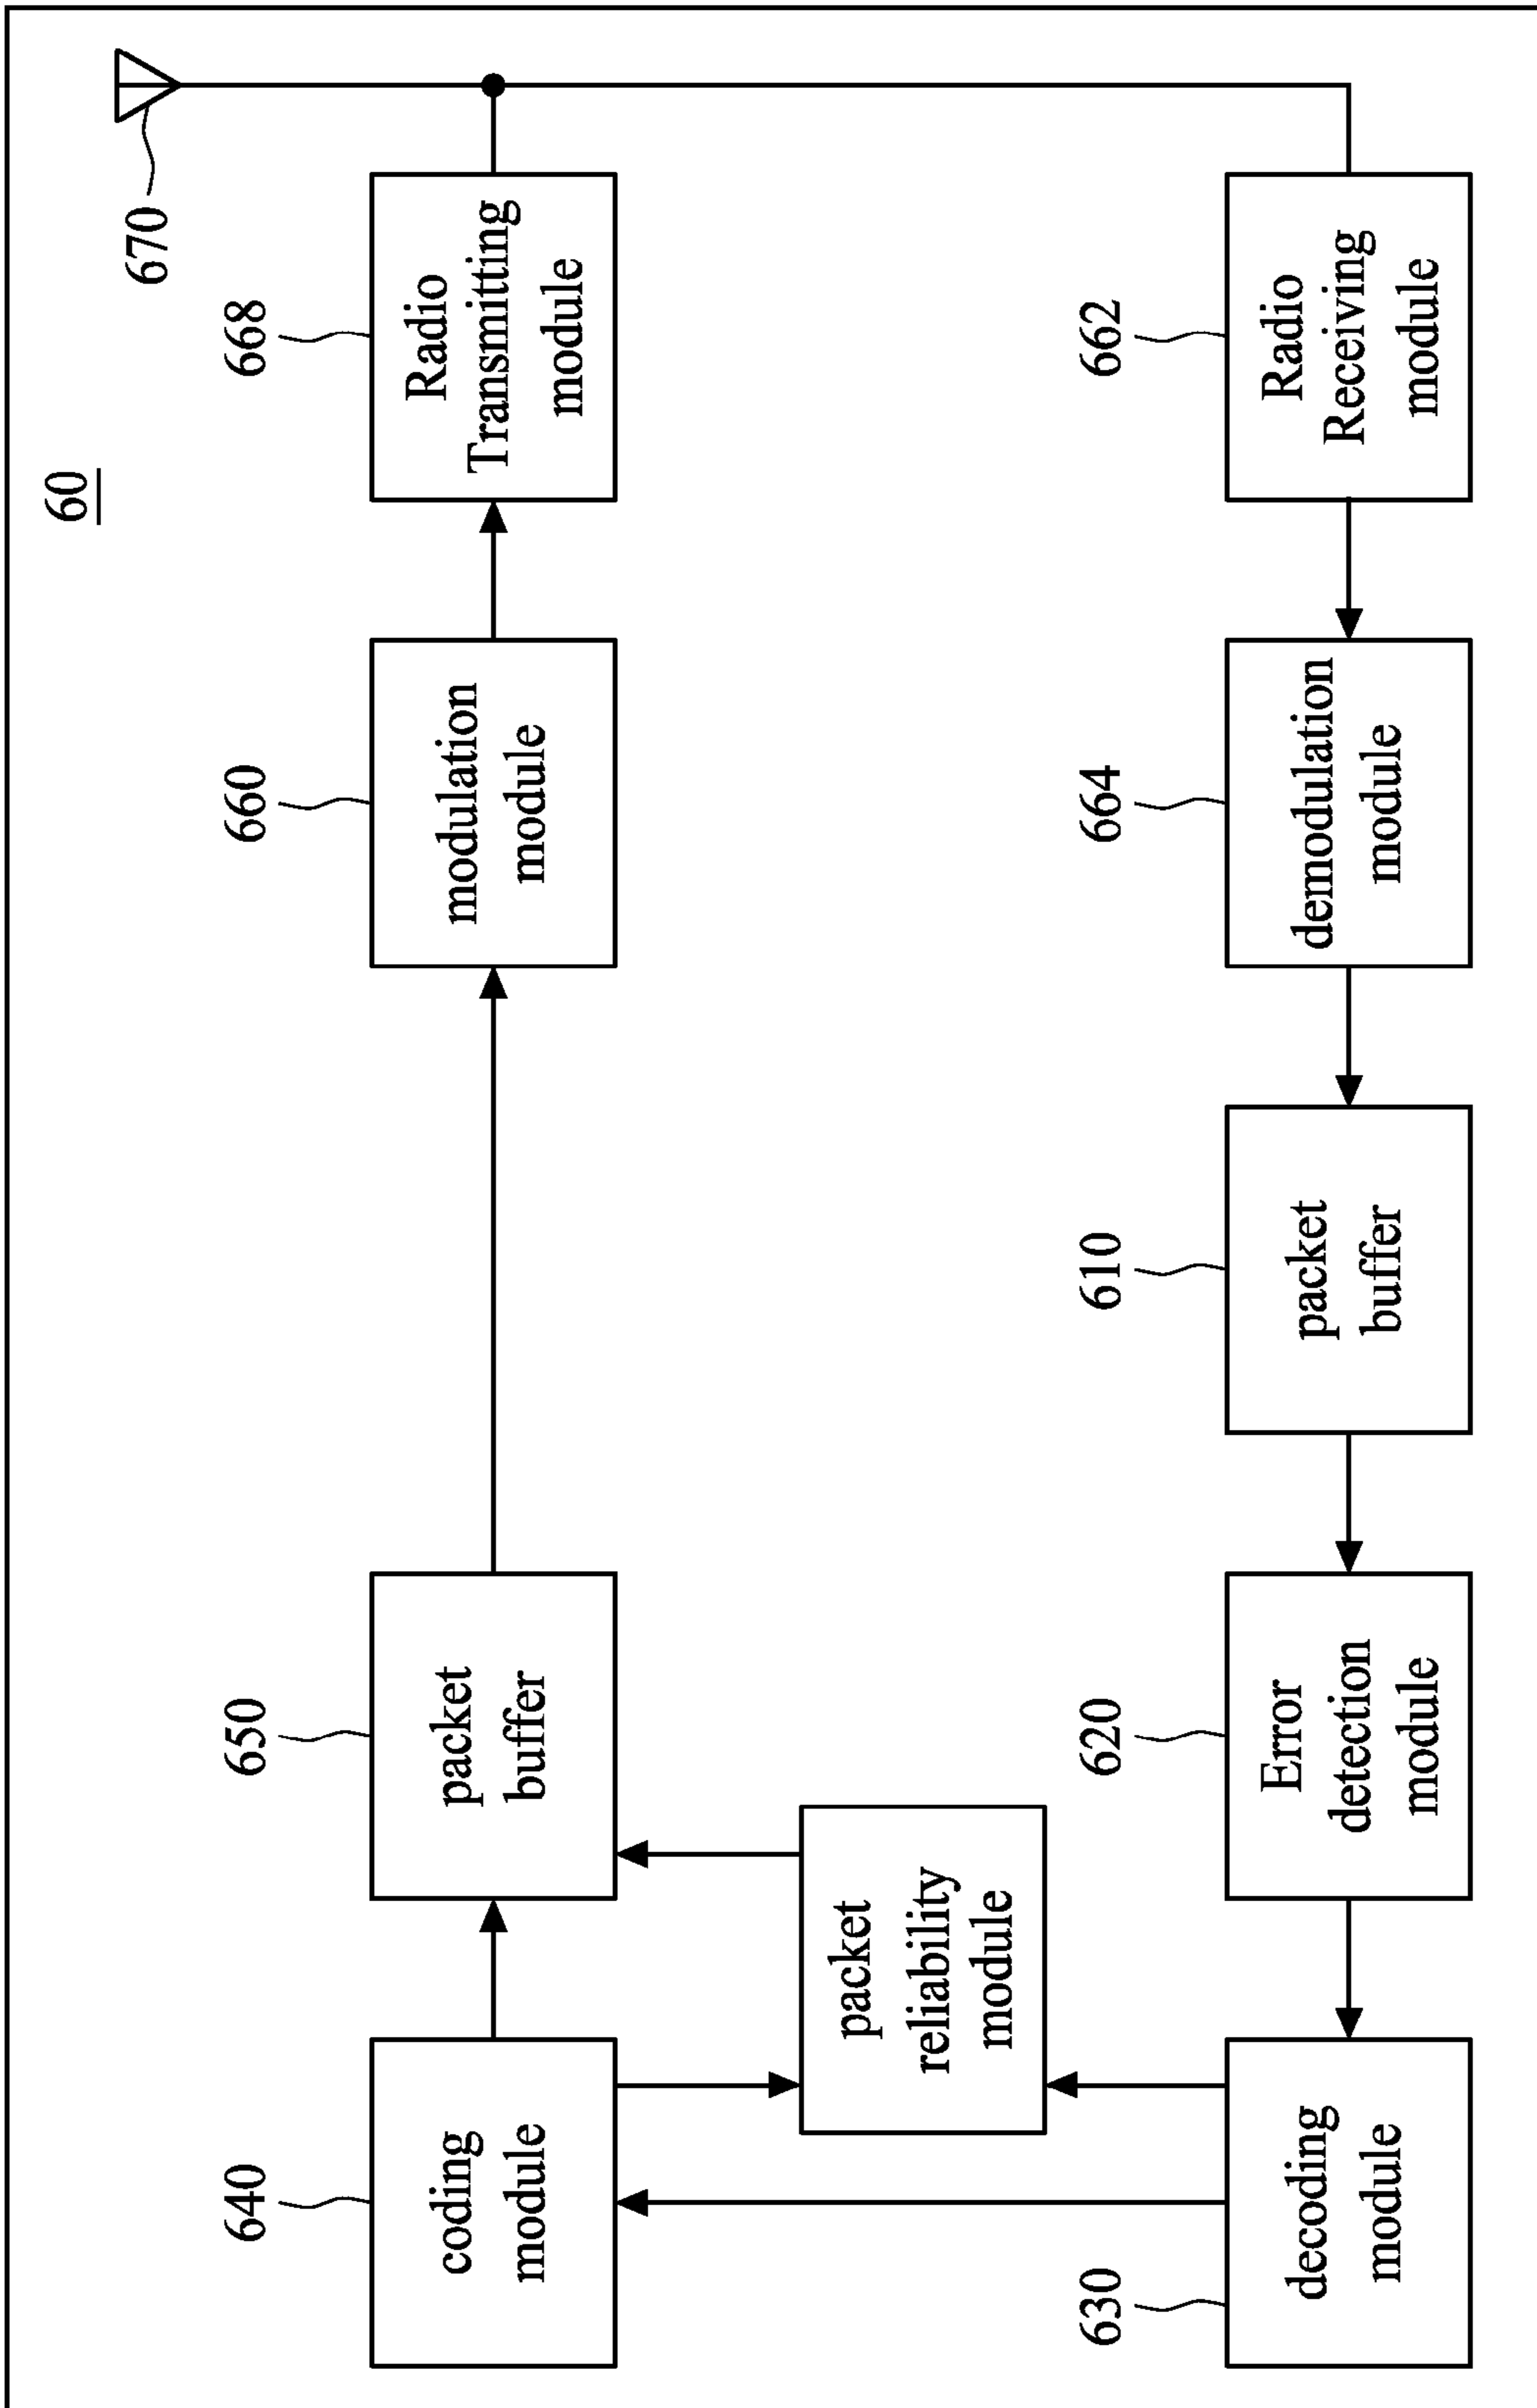 60
670
640
coding
module
650
packet
buffer
660
modulation
module
668
Radio
Transmitting
module
packet
reliability
module
630
decoding
module
620
Error
detection
module
610
packet
buffer
664
demodulation
module
662
Radio
Receiving
module